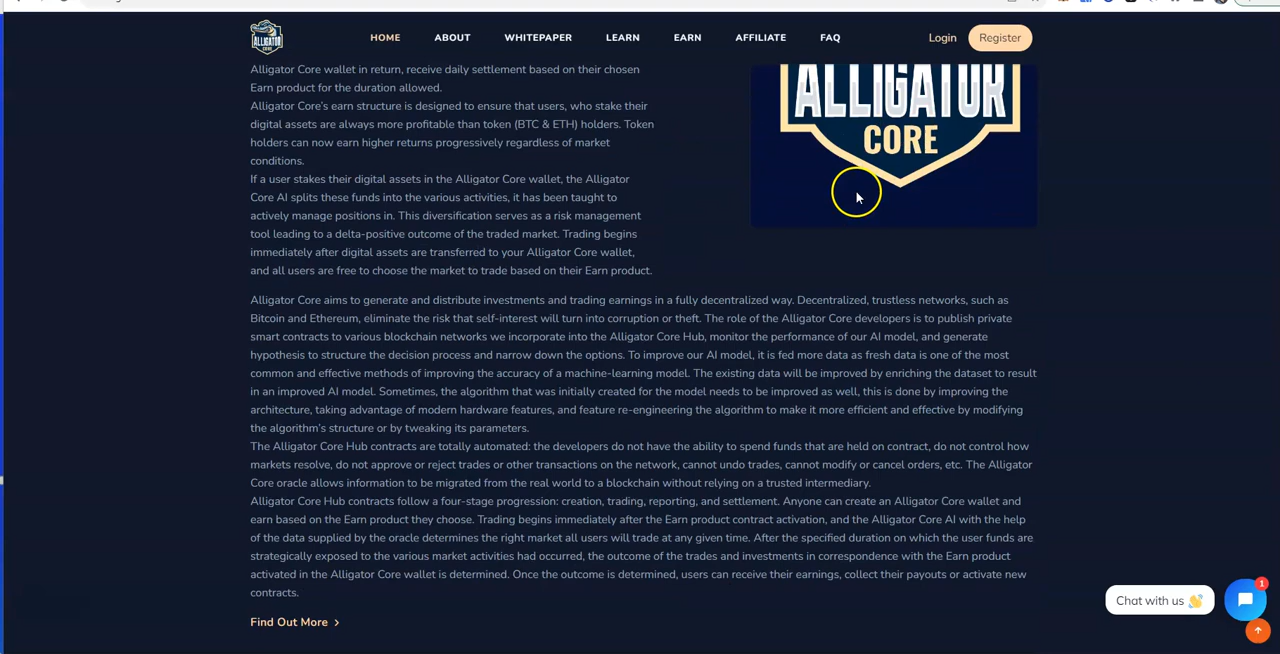 ALLIGATOR
CORE
HOME
ABOUT
WHITEPAPER
LEARN
EARN
AFFILIATE
FAQ
Login
Register
Alligator Core wallet in return, receive daily settlement based on their chosen
Earn product for the duration allowed.
Alligator Core's earn structure is designed to ensure that users, who stake their
digital assets are always more profitable than token (BTC & ETH) holders. Token
holders can now earn higher returns progressively regardless of market
conditions.
If a user stakes their digital assets in the Alligator Core wallet, the Alligator
Core AI splits these funds into the various activities, it has been taught to
actively manage positions in. This diversification serves as a risk management
tool leading to a delta-positive outcome of the traded market. Trading begins
immediately after digital assets are transferred to your Alligator Core wallet,
and all users are free to choose the market to trade based on their Earn product.
ALLIGATOR
CORE
Alligator Core aims to generate and distribute investments and trading earnings in a fully decentralized way. Decentralized, trustless networks, such as
Bitcoin and Ethereum, eliminate the risk that self-interest will turn into corruption or theft. The role of the Alligator Core developers is to publish private
smart contracts to various blockchain networks we incorporate into the Alligator Core Hub, monitor the performance of our AI model, and generate
hypothesis to structure the decision process and narrow down the options. To improve our AI model, it is fed more data as fresh data is one of the most
common and effective methods of improving the accuracy of a machine-learning model. The existing data will be improved by enriching the dataset to result
in an improved AI model. Sometimes, the algorithm that was initially created for the model needs to be improved as well, this is done by improving the
architecture, taking advantage of modern hardware features, and feature re-engineering the algorithm to make it more efficient and effective by modifying
the algorithm's structure or by tweaking its parameters.
The Alligator Core Hub contracts are totally automated: the developers do not have the ability to spend funds that are held on contract, do not control how
markets resolve, do not approve or reject trades or other transactions on the network, cannot undo trades, cannot modify or cancel orders, etc. The Alligator
Core oracle allows information to be migrated from the real world to a blockchain without relying on a trusted intermediary.
Alligator Core Hub contracts follow a four-stage progression: creation, trading, reporting, and settlement. Anyone can create an Alligator Core wallet and
earn based on the Earn product they choose. Trading begins immediately after the Earn product contract activation, and the Alligator Core AI with the help
of the data supplied by the oracle determines the right market all users will trade at any given time. After the specified duration on which the user funds are
strategically exposed to the various market activities had occurred, the outcome of the trades and investments in correspondence with the Earn product
activated in the Alligator Core wallet is determined. Once the outcome is determined, users can receive their earnings, collect their payouts or activate new
contracts.
Find Out More
Chat with us 👋
1